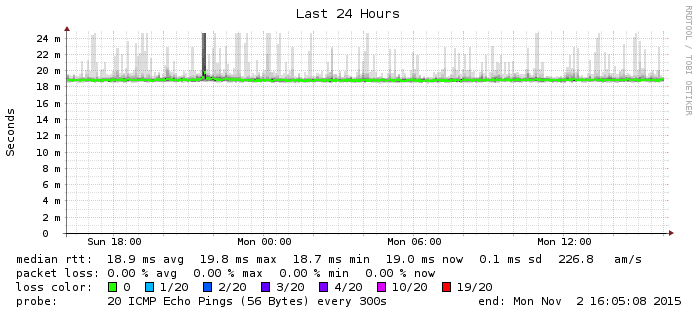 Last 24 Hours
RRDTOOL / TOBI OETIKER
Seconds
24 m
22 m
20 m
18 m
16 m
14 m
12 m
10 m
8 m
6 m
4 m
2 m
0
Sun 18:00 Mon 00:00 Mon 06:00 Mon 12:00
median rtt: 18.9 ms avg 19.8 ms max 18.7 ms min 19.0 ms now 0.1 ms sd 226.8 am/s
packet loss: 0.00 % avg 0.00 % max 0.00 % min 0.00 % now
loss color: 0 1/20 2/20 3/20 4/20 10/20 19/20
probe: 20 ICMP Echo Pings (56 Bytes) every 300s end: Mon Nov 2 16:05:08 2015